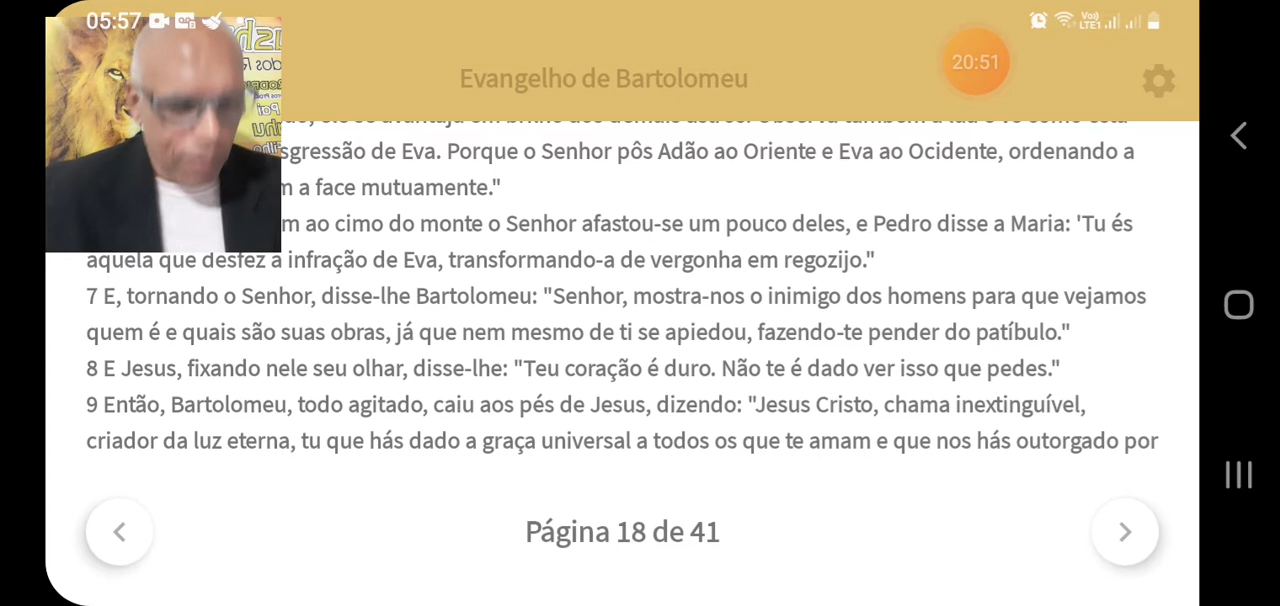 05:57
Vo)) LTE1
Evangelho de Bartolomeu
20:51
sgressão de Eva. Porque o Senhor pôs Adão ao Oriente e Eva ao Ocidente, ordenando a
m a face mutuamente."
m ao cimo do monte o Senhor afastou-se um pouco deles, e Pedro disse a Maria: 'Tu és
aquela que desfez a infração de Eva, transformando-a de vergonha em regozijo."
7 E, tornando o Senhor, disse-lhe Bartolomeu: "Senhor, mostra-nos o inimigo dos homens para que vejamos
quem é e quais são suas obras, já que nem mesmo de ti se apiedou, fazendo-te pender do patíbulo."
8 E Jesus, fixando nele seu olhar, disse-lhe: "Teu coração é duro. Não te é dado ver isso que pedes."
9 Então, Bartolomeu, todo agitado, caiu aos pés de Jesus, dizendo: "Jesus Cristo, chama inextinguível,
criador da luz eterna, tu que hás dado a graça universal a todos os que te amam e que nos hás outorgado por
Página 18 de 41